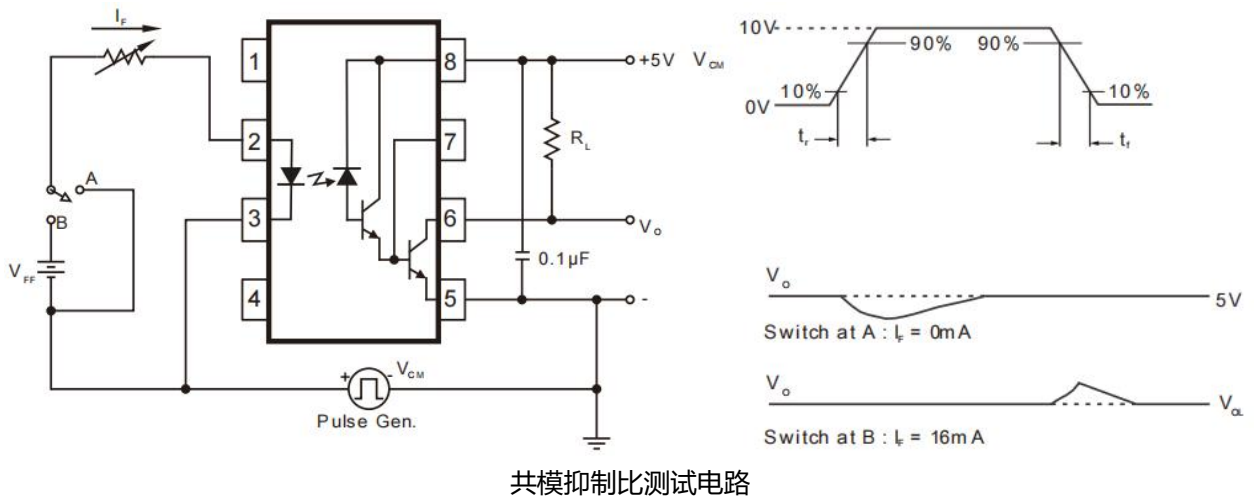 I_F
1
2
3
4
8
7
6
5
A
B
V_FF
+5V
R_L
V_o
0.1μF
-
+
-
V_CM
Pulse Gen.
V_CM
10V
90%
90%
10%
10%
0V
t_r
t_f
V_o
5V
Switch at A : I_F = 0mA
V_o
V_OL
Switch at B : I_F = 16mA
共模抑制比测试电路